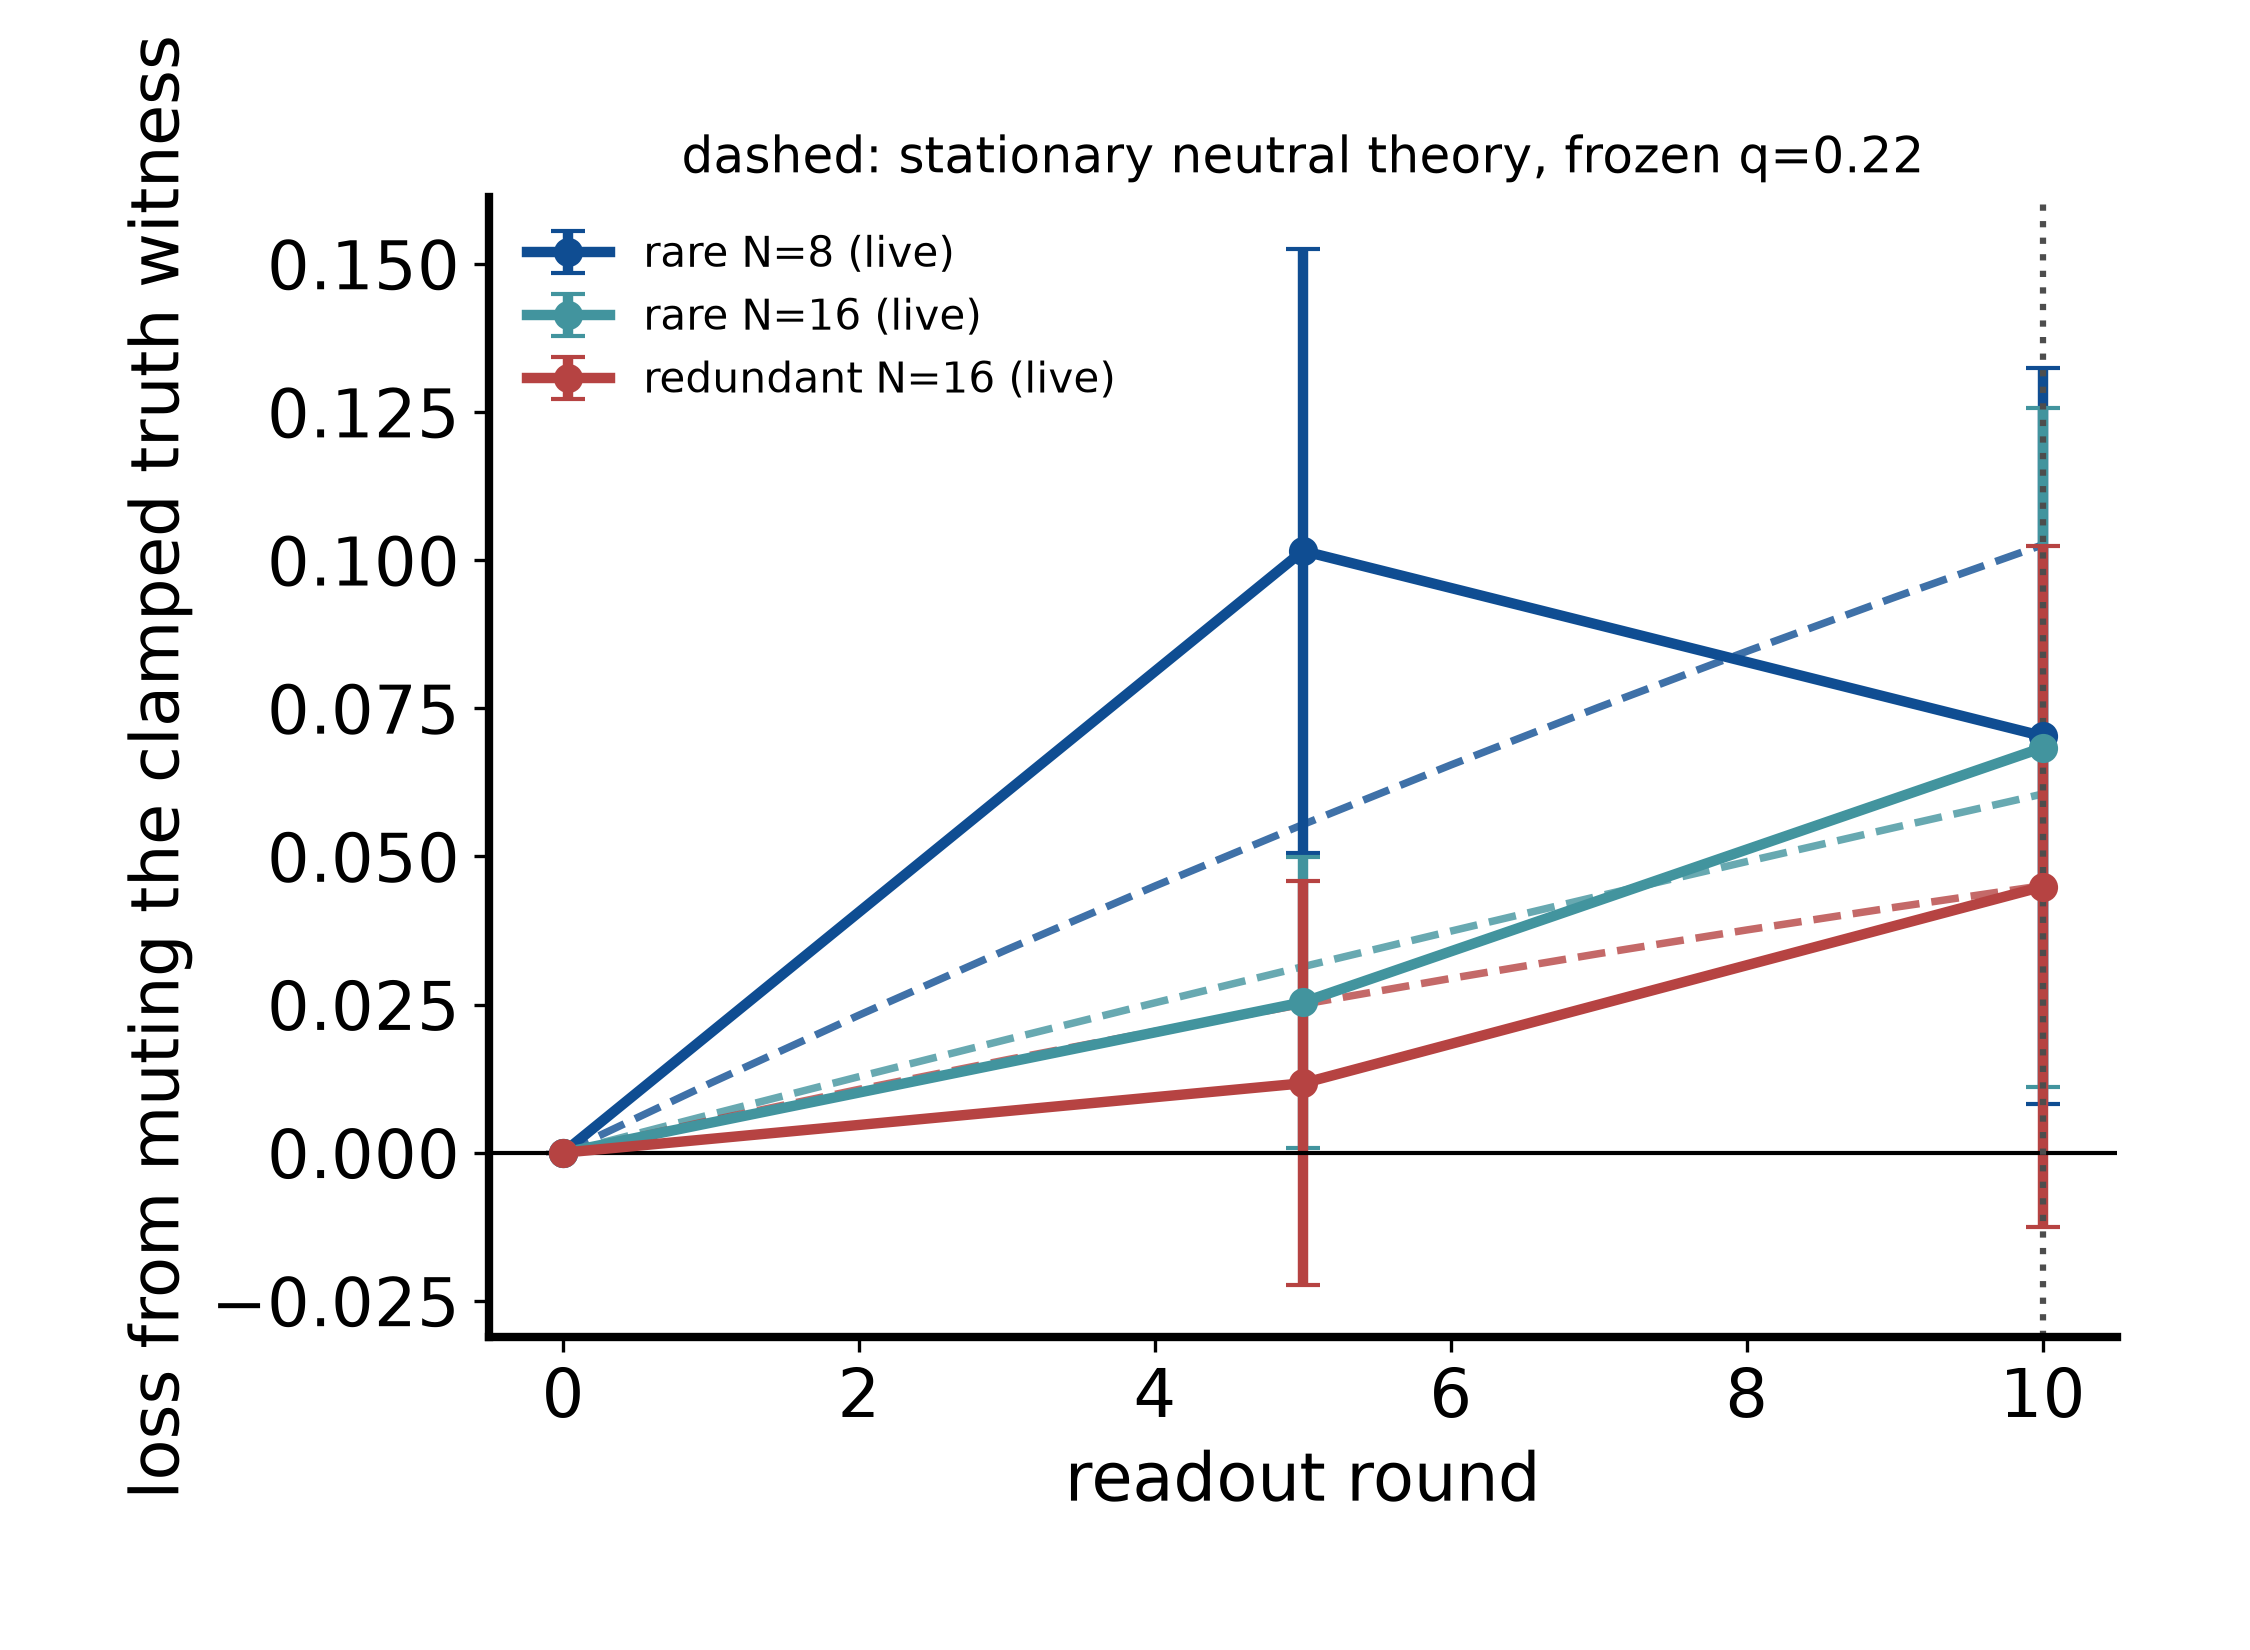 dashed: stationary neutral theory, frozen q=0.22
loss from muting the clamped truth witness
0.150
0.125
0.100
0.075
0.050
0.025
0.000
−0.025
rare N=8 (live)
rare N=16 (live)
redundant N=16 (live)
0 2 4 6 8 10
readout round